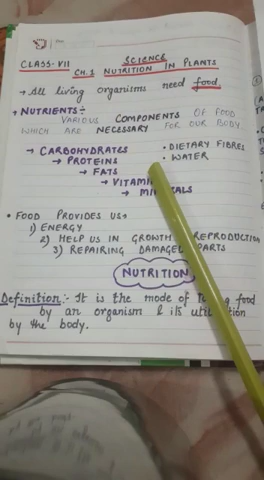 CLASS-VII
SCIENCE
CH.1 NUTRITION IN PLANTS
→ All living organisms need food.
→ NUTRIENTS÷
VARIOUS COMPONENTS OF FOOD
WHICH ARE NECESSARY FOR OUR BODY
→ CARBOHYDRATES
→ PROTEINS
→ FATS
→ VITAMI
→ MI ALS
• DIETARY FIBRES
• WATER
• FOOD PROVIDES US→
1) ENERGY
2) HELP US IN GROWTH REPRODUCTION
3) REPAIRING DAMAGED PARTS
NUTRITION
Definition:- It is the mode of food
by an organism & its
by the body.